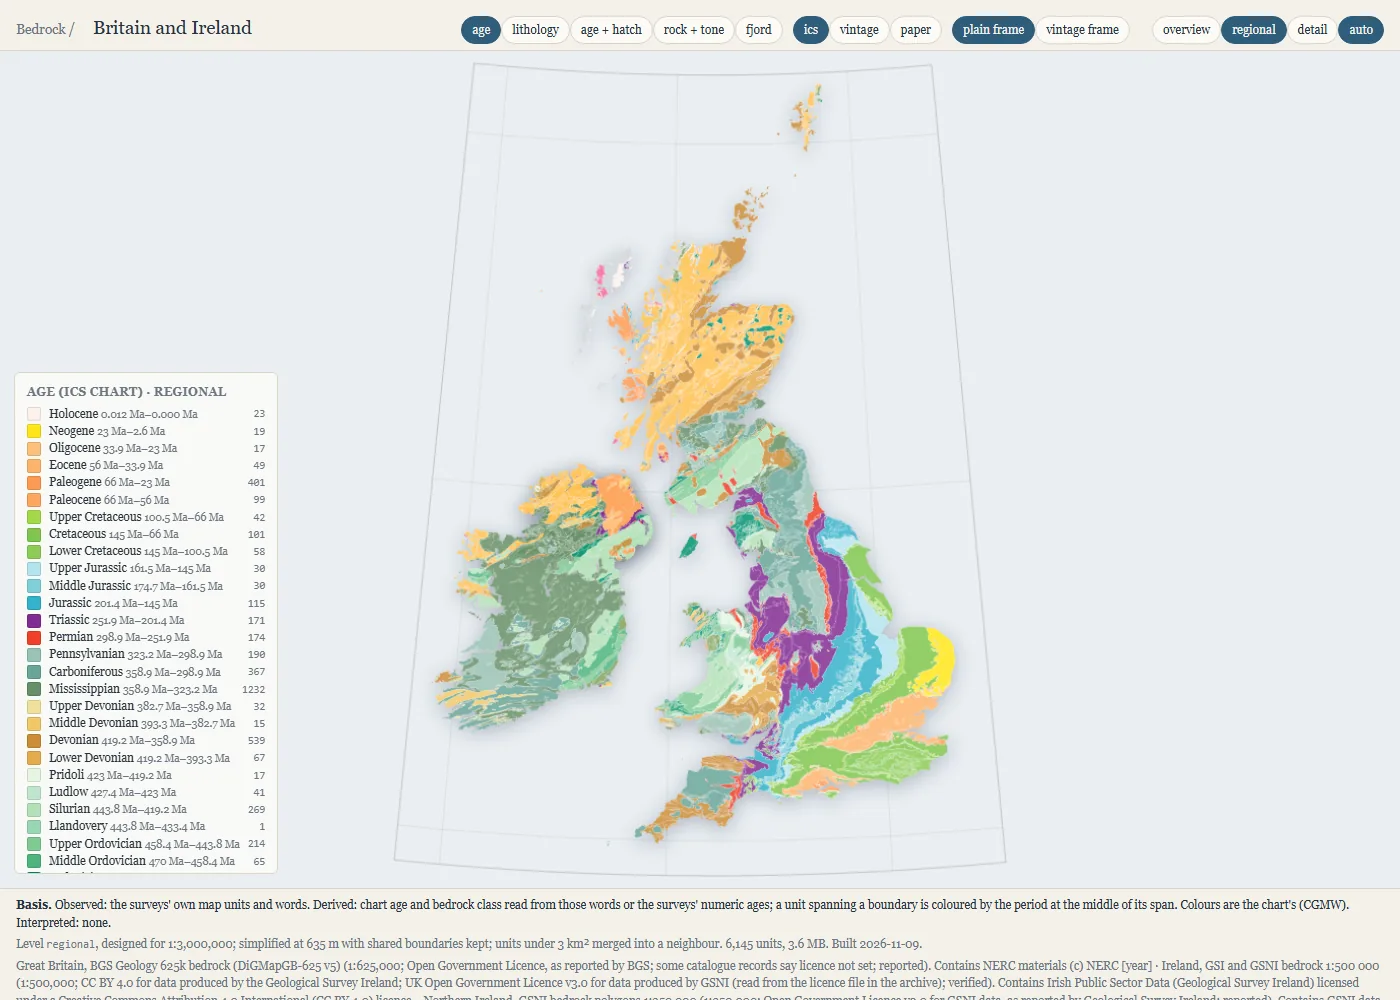 Bedrock / Britain and Ireland
age lithology age + hatch rock + tone fjord ics vintage paper plain frame vintage frame overview regional detail auto
AGE (ICS CHART) · REGIONAL
Holocene 0.012 Ma–0.000 Ma 23
Neogene 23 Ma–2.6 Ma 19
Oligocene 33.9 Ma–23 Ma 17
Eocene 56 Ma–33.9 Ma 49
Paleogene 66 Ma–23 Ma 401
Paleocene 66 Ma–56 Ma 99
Upper Cretaceous 100.5 Ma–66 Ma 42
Cretaceous 145 Ma–66 Ma 101
Lower Cretaceous 145 Ma–100.5 Ma 58
Upper Jurassic 161.5 Ma–145 Ma 30
Middle Jurassic 174.7 Ma–161.5 Ma 30
Jurassic 201.4 Ma–145 Ma 115
Triassic 251.9 Ma–201.4 Ma 171
Permian 298.9 Ma–251.9 Ma 174
Pennsylvanian 323.2 Ma–298.9 Ma 190
Carboniferous 358.9 Ma–298.9 Ma 367
Mississippian 358.9 Ma–323.2 Ma 1232
Upper Devonian 382.7 Ma–358.9 Ma 32
Middle Devonian 393.3 Ma–382.7 Ma 15
Devonian 419.2 Ma–358.9 Ma 539
Lower Devonian 419.2 Ma–393.3 Ma 67
Pridoli 423 Ma–419.2 Ma 17
Ludlow 427.4 Ma–423 Ma 41
Silurian 443.8 Ma–419.2 Ma 269
Llandovery 443.8 Ma–433.4 Ma 1
Upper Ordovician 458.4 Ma–443.8 Ma 214
Middle Ordovician 470 Ma–458.4 Ma 65
Basis. Observed: the surveys' own map units and words. Derived: chart age and bedrock class read from those words or the surveys' numeric ages; a unit spanning a boundary is coloured by the period at the middle of its span. Colours are the chart's (CGMW).
Interpreted: none.
Level regional, designed for 1:3,000,000; simplified at 635 m with shared boundaries kept; units under 3 km² merged into a neighbour. 6,145 units, 3.6 MB. Built 2026-11-09.
Great Britain, BGS Geology 625k bedrock (DiGMapGB-625 v5) (1:625,000; Open Government Licence, as reported by BGS; some catalogue records say licence not set; reported). Contains NERC materials (c) NERC [year] · Ireland, GSI and GSNI bedrock 1:500 000
(1:500,000; CC BY 4.0 for data produced by the Geological Survey Ireland; UK Open Government Licence v3.0 for data produced by GSNI (read from the licence file in the archive); verified). Contains Irish Public Sector Data (Geological Survey Ireland) licensed